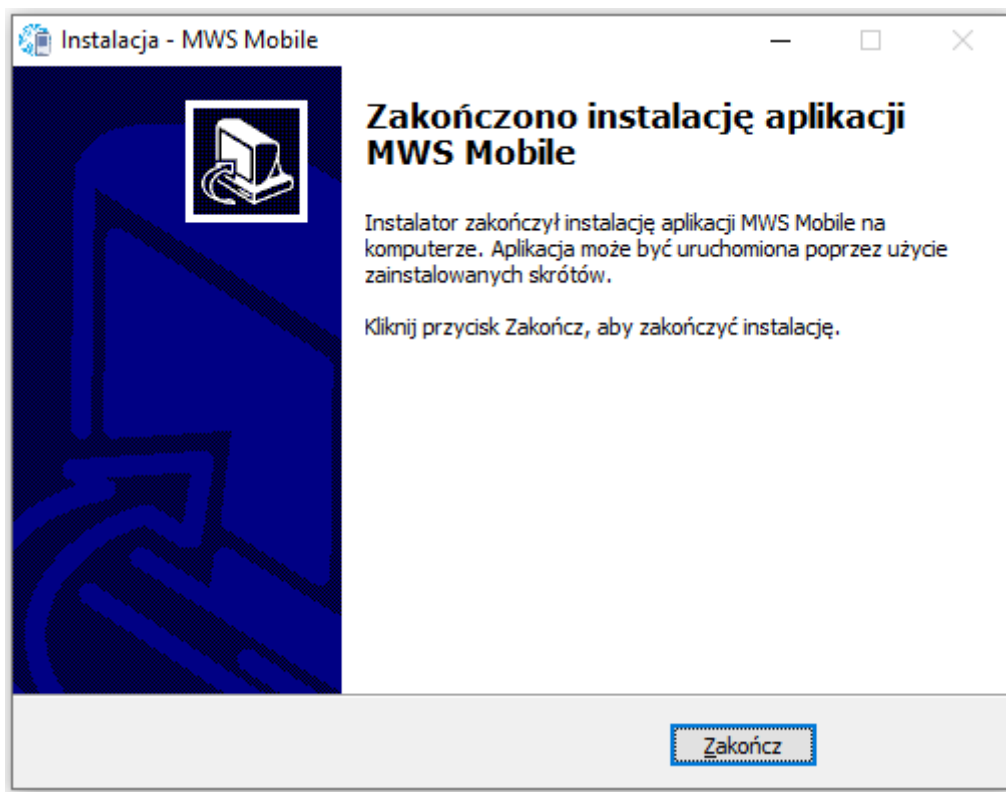 Instalacja - MWS Mobile
Zakończono instalację aplikacji
MWS Mobile
Instalator zakończył instalację aplikacji MWS Mobile na
komputerze. Aplikacja może być uruchomiona poprzez użycie
zainstalowanych skrótów.
Kliknij przycisk Zakończ, aby zakończyć instalację.
Zakończ